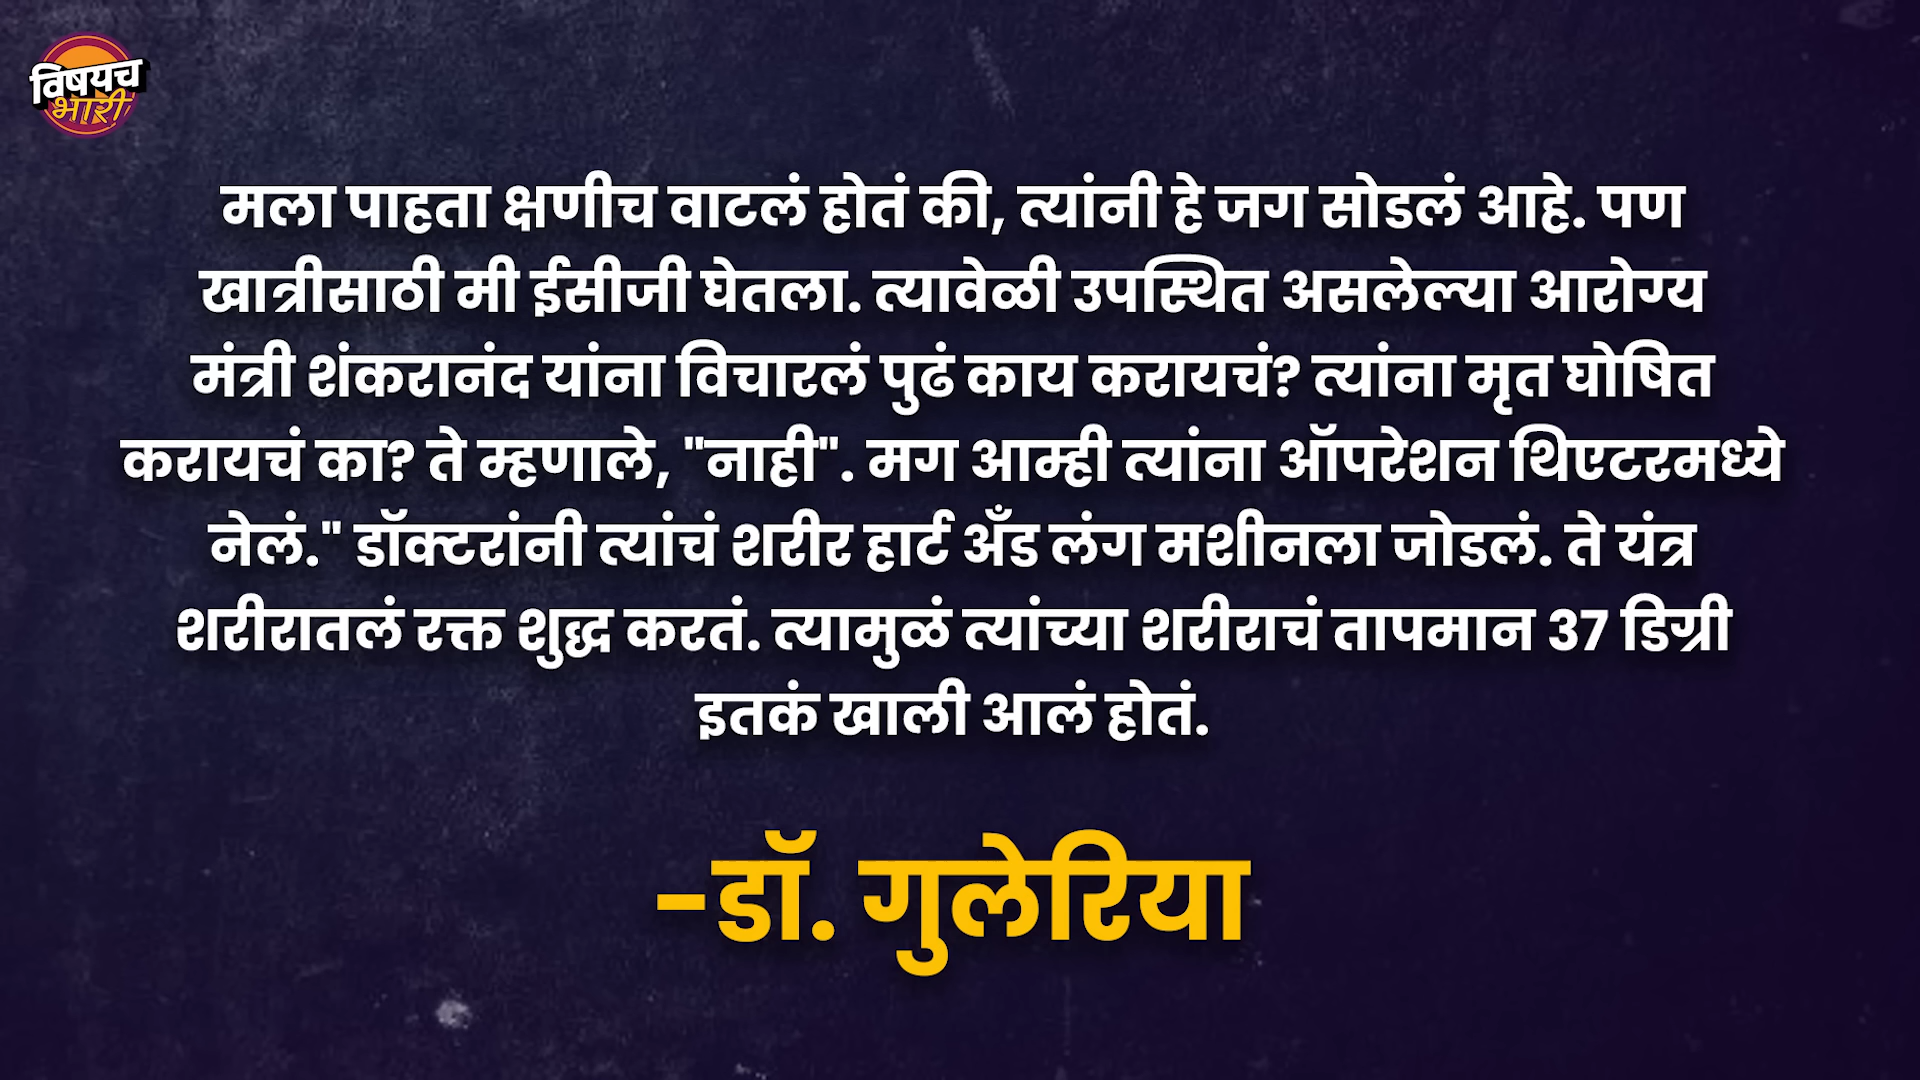 विषयच
भारी
मला पाहता क्षणीच वाटलं होतं की, त्यांनी हे जग सोडलं आहे. पण
खात्रीसाठी मी ईसीजी घेतला. त्यावेळी उपस्थित असलेल्या आरोग्य
मंत्री शंकरानंद यांना विचारलं पुढं काय करायचं? त्यांना मृत घोषित
करायचं का? ते म्हणाले, "नाही". मग आम्ही त्यांना ऑपरेशन थिएटरमध्ये
नेलं." डॉक्टरांनी त्यांचं शरीर हार्ट अँड लंग मशीनला जोडलं. ते यंत्र
शरीरातलं रक्त शुद्ध करतं. त्यामुळं त्यांच्या शरीराचं तापमान 37 डिग्री
इतकं खाली आलं होतं.
-डॉ. गुलेरिया